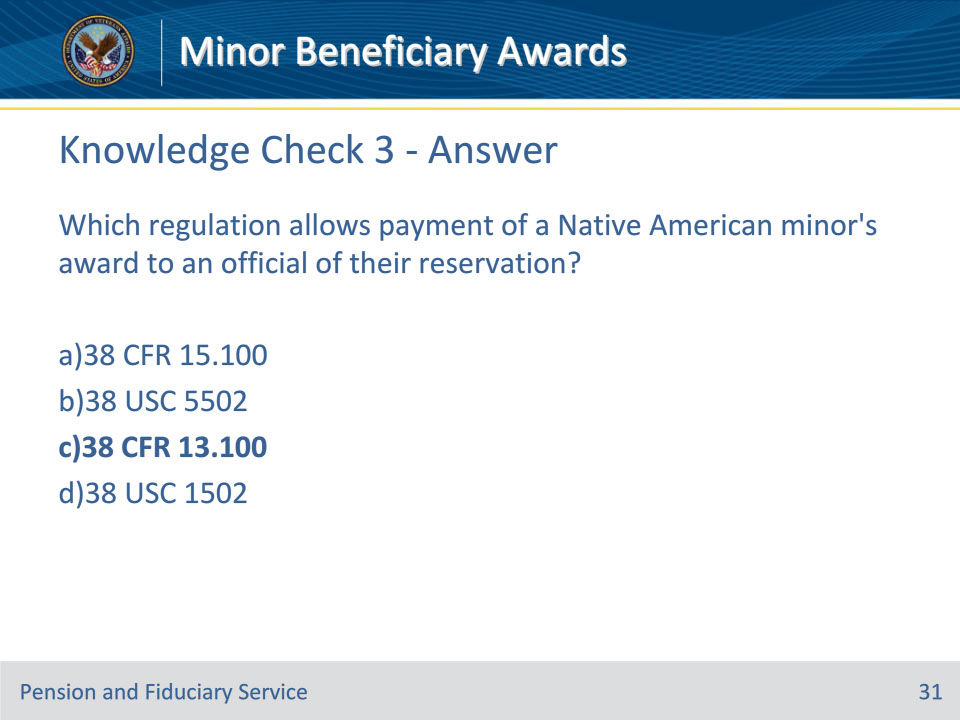 Minor Beneficiary Awards
Knowledge Check 3 - Answer
Which regulation allows payment of a Native American minor's
award to an official of their reservation?
a)38 CFR 15.100
b)38 USC 5502
c)38 CFR 13.100
d)38 USC 1502
Pension and Fiduciary Service
31